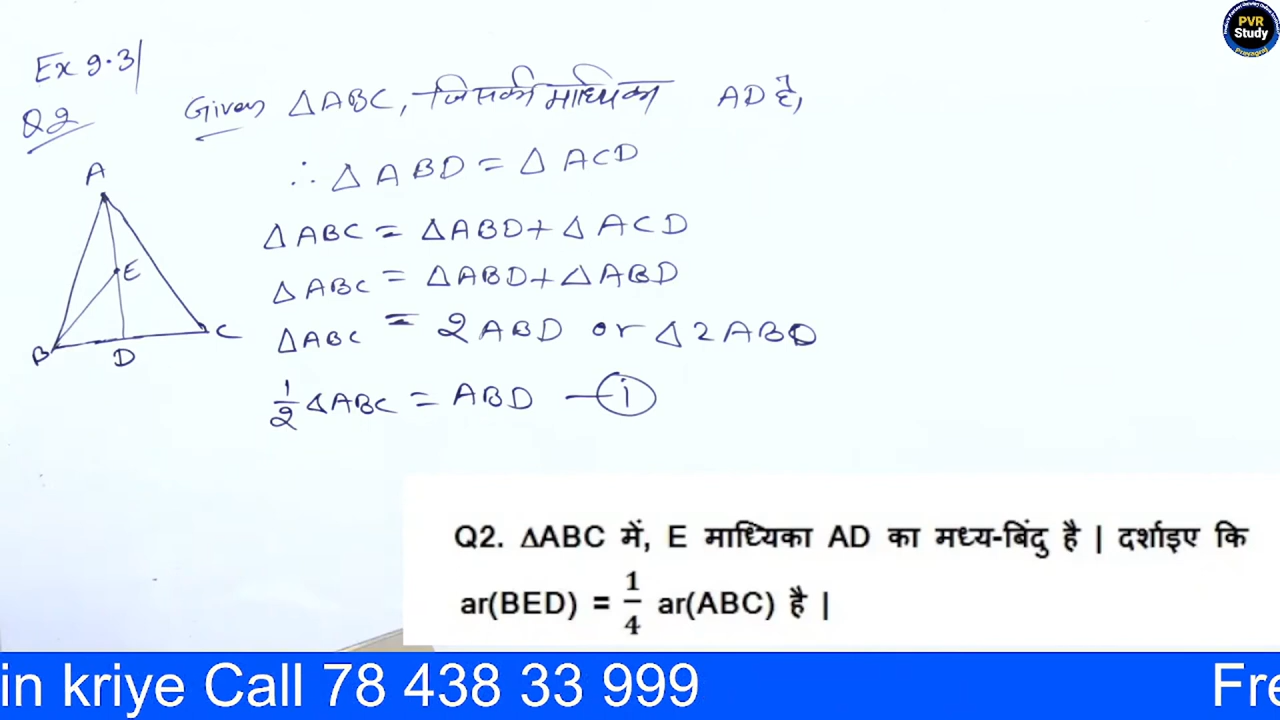 PVR
Study
Ex 9.3
Q2
Given △ABC, जिसकी माध्यिका AD है,
∴ △ABD = △ACD
△ABC = △ABD + △ACD
△ABC = △ABD + △ABD
△ABC = 2ABD or △2ABD
1/2 △ABC = ABD — (i)
A
E
B
D
C
Q2. ΔABC में, E माध्यिका AD का मध्य-बिंदु है | दर्शाइए कि
ar(BED) = 1/4 ar(ABC) है |
in kriye Call 78 438 33 999
Fre